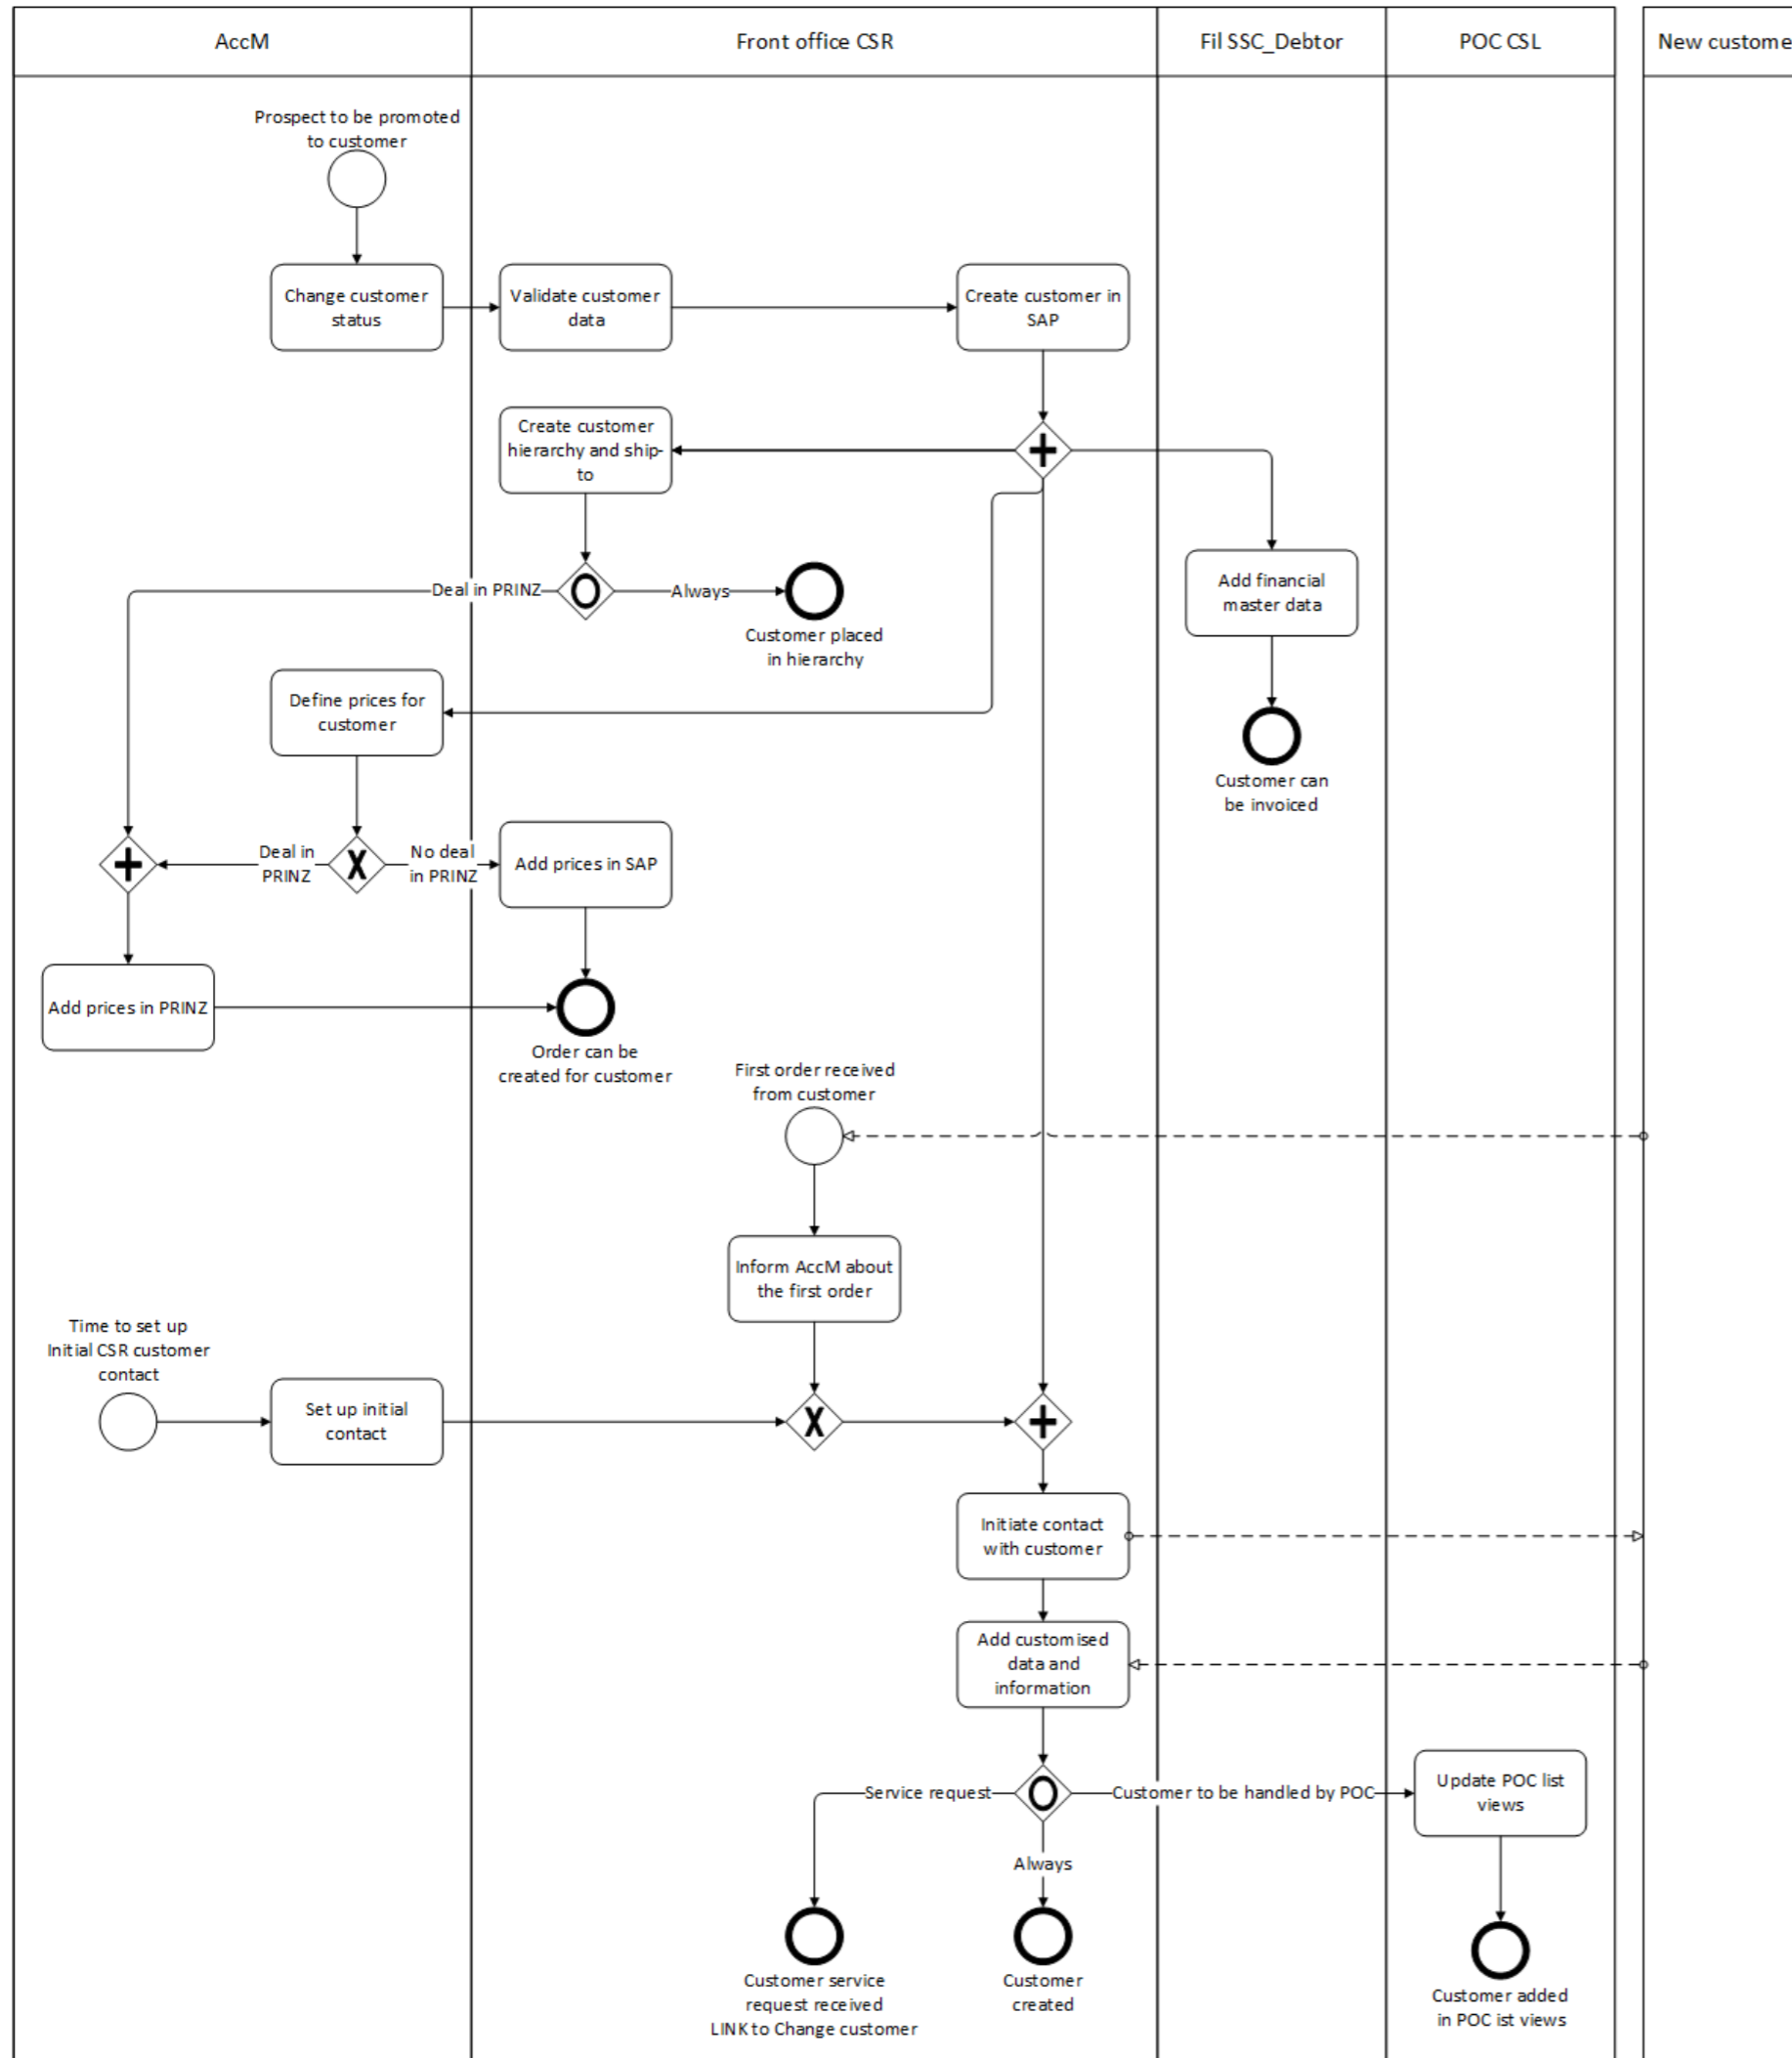 AccM
Front office CSR
Fil SSC_Debtor
POC CSL
New custome
Prospect to be promoted
to customer
Change customer
status
Validate customer
data
Create customer in
SAP
Create customer
hierarchy and ship-
to
Deal in PRINZ
Always
Customer placed
in hierarchy
Add financial
master data
Define prices for
customer
Customer can
be invoiced
Deal in
PRINZ
No deal
in PRINZ
Add prices in SAP
Add prices in PRINZ
Order can be
created for customer
First order received
from customer
Inform AccM about
the first order
Time to set up
Initial CSR customer
contact
Set up initial
contact
Initiate contact
with customer
Add customised
data and
information
Service request
Customer to be handled by POC
Update POC list
views
Always
Customer service
request received
LINK to Change customer
Customer
created
Customer added
in POC ist views